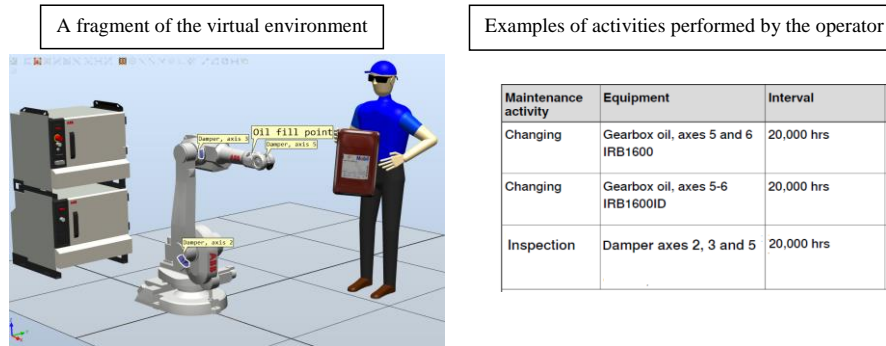 A fragment of the virtual environment
Examples of activities performed by the operator
Damper, axis 3
Oil fill point
Damper, axis 5
Damper, axis 2
ABB
Maintenance activity
Equipment
Interval
Changing
Gearbox oil, axes 5 and 6
IRB1600
20,000 hrs
Changing
Gearbox oil, axes 5-6
IRB1600ID
20,000 hrs
Inspection
Damper axes 2, 3 and 5
20,000 hrs